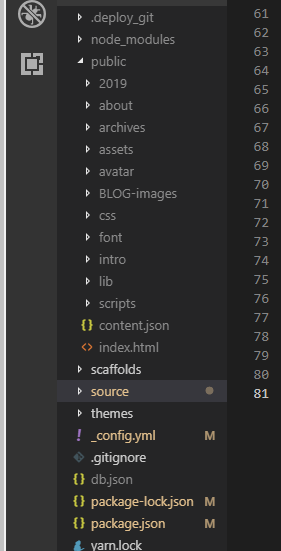 .deploy_git
node_modules
public
2019
about
archives
assets
avatar
BLOG-images
css
font
intro
lib
scripts
{} content.json
<> index.html
scaffolds
source
themes
! _config.yml M
.gitignore
{} db.json
{} package-lock.json M
{} package.json M
yarn.lock
61
62
63
64
65
66
67
68
69
70
71
72
73
74
75
76
77
78
79
80
81